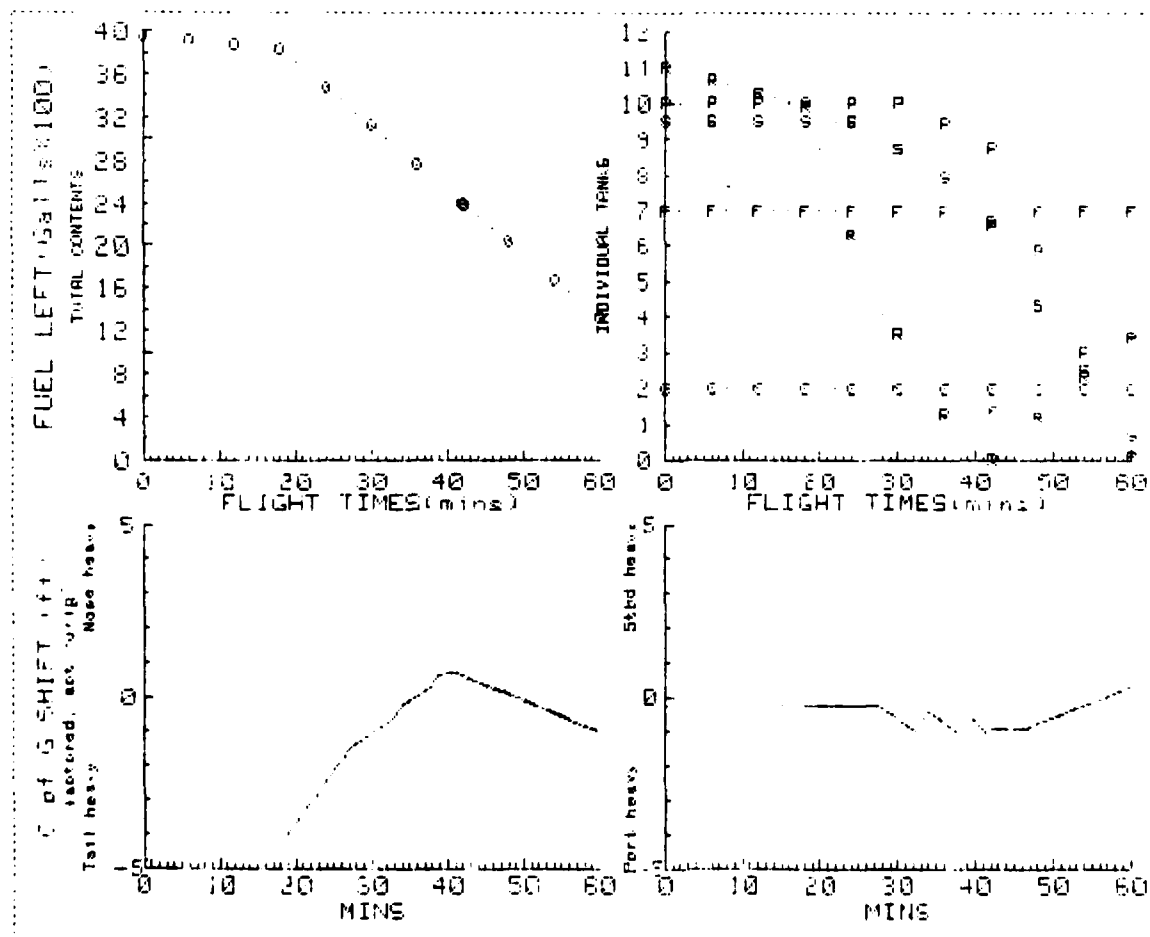 FUEL LEFT(Galls X100)
TOTAL CONTENTS
40
36
32
28
24
20
16
12
8
4
0
0 10 20 30 40 50 60
FLIGHT TIMES(mins)
INDIVIDUAL TANKS
12
11
10
9
8
7
6
5
4
3
2
1
0
0 10 20 30 40 50 60
FLIGHT TIMES(mins)
C of G SHIFT
Tail heavy
Nose heavy
5
0
-5
0 10 20 30 40 50 60
MINS
Port heavy
Stbd heavy
5
0
-5
0 10 20 30 40 50 60
MINS